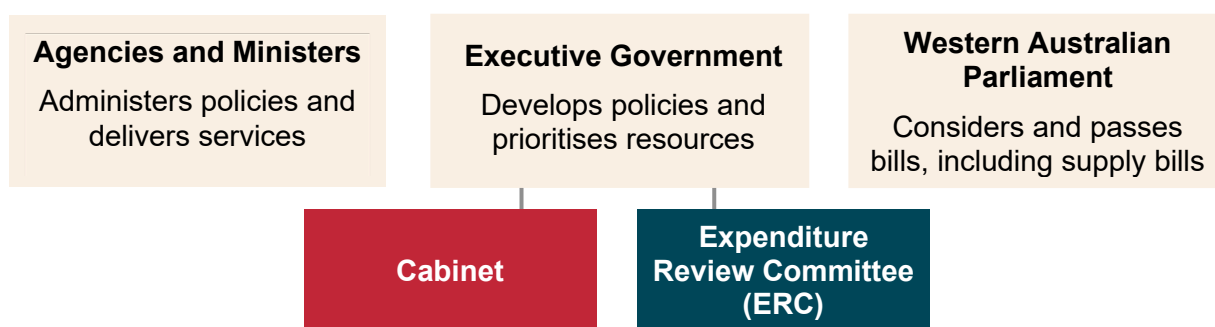 Agencies and Ministers
Administers policies and
delivers services
Executive Government
Develops policies and
prioritises resources
Western Australian
Parliament
Considers and passes
bills, including supply bills
Cabinet
Expenditure
Review Committee
(ERC)